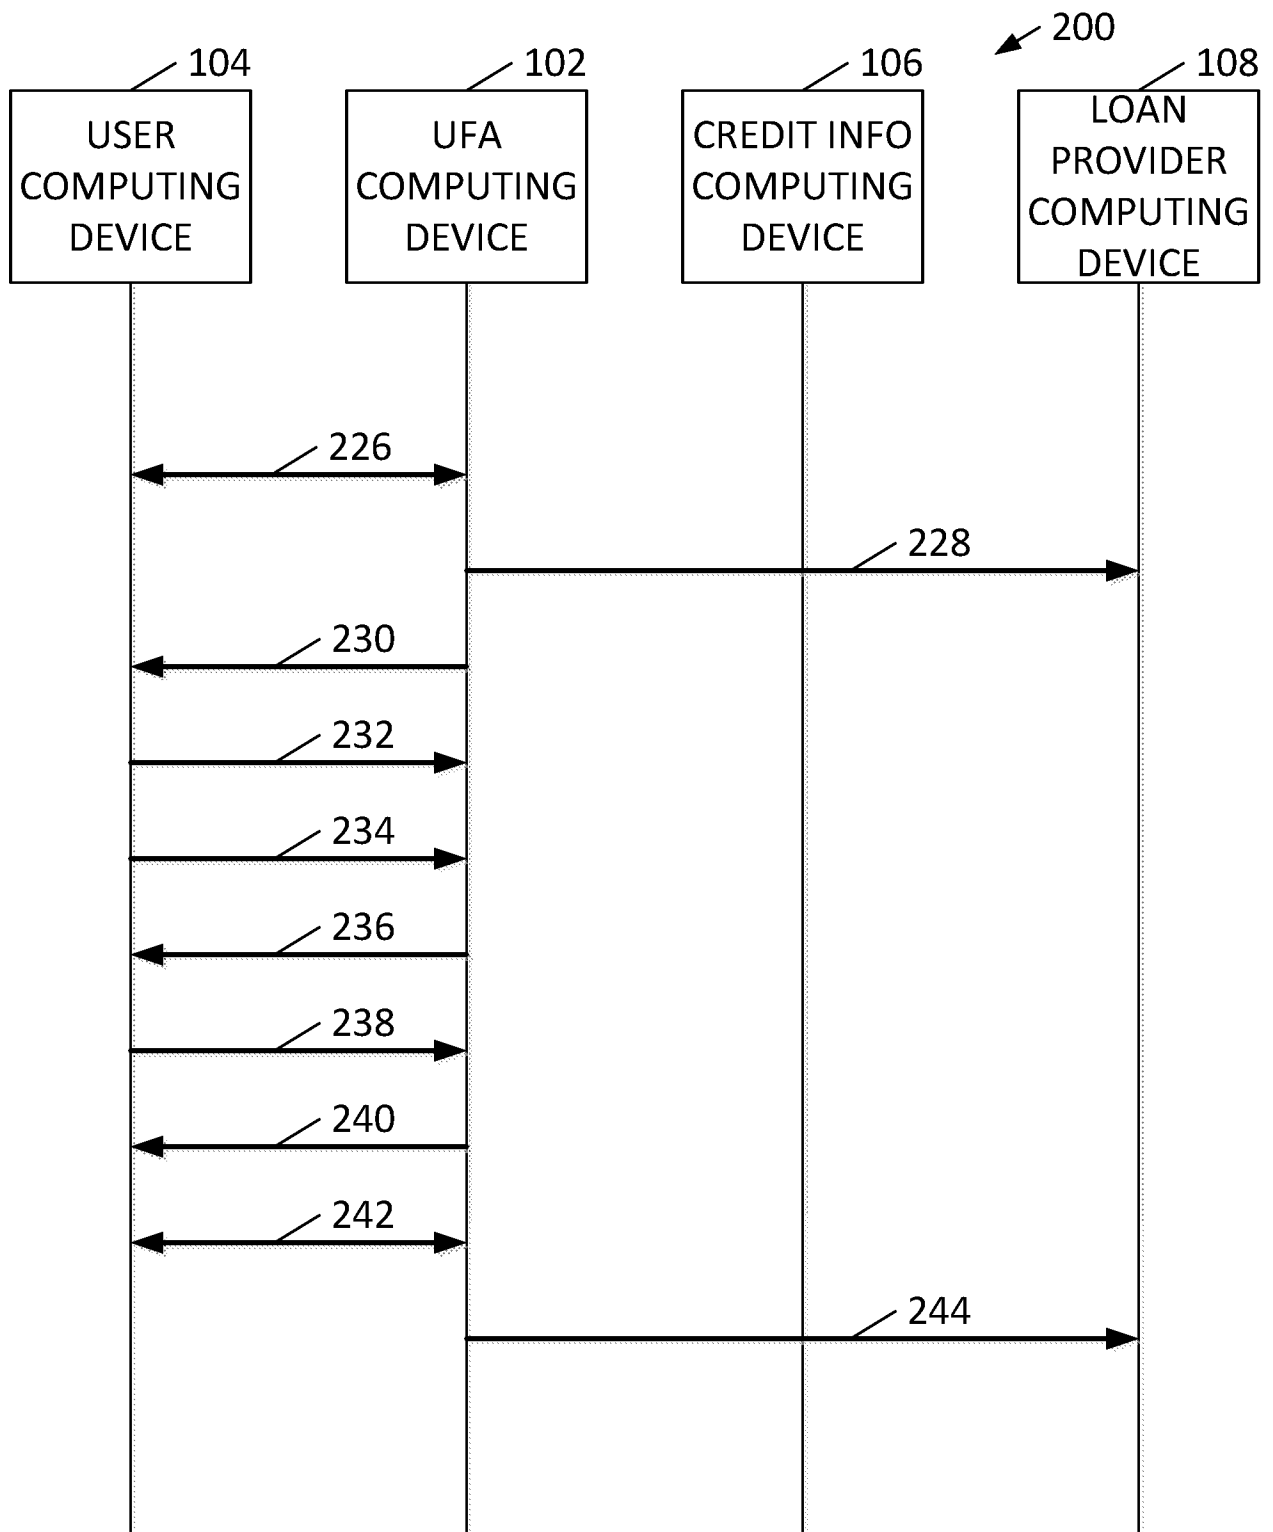 200
104
102
106
108
USER
COMPUTING
DEVICE
UFA
COMPUTING
DEVICE
CREDIT INFO
COMPUTING
DEVICE
LOAN
PROVIDER
COMPUTING
DEVICE
226
228
230
232
234
236
238
240
242
244